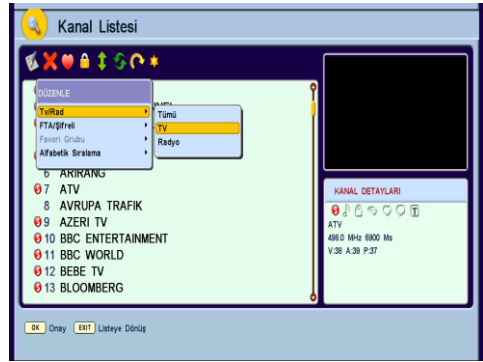 Kanal Listesi
DÜZENLE
Tv/Rad
FTA/Şifreli
Favori Grubu
Alfabetik Sıralama
Tümü
TV
Radyo
6 ARIRANG
7 ATV
8 AVRUPA TRAFIK
9 AZERI TV
10 BBC ENTERTAINMENT
11 BBC WORLD
12 BEBE TV
13 BLOOMBERG
KANAL DETAYLARI
ATV
498.0 MHz 6900 Ms
V:38 A:39 P:37
OK Onay EXIT Listeye Dönüş